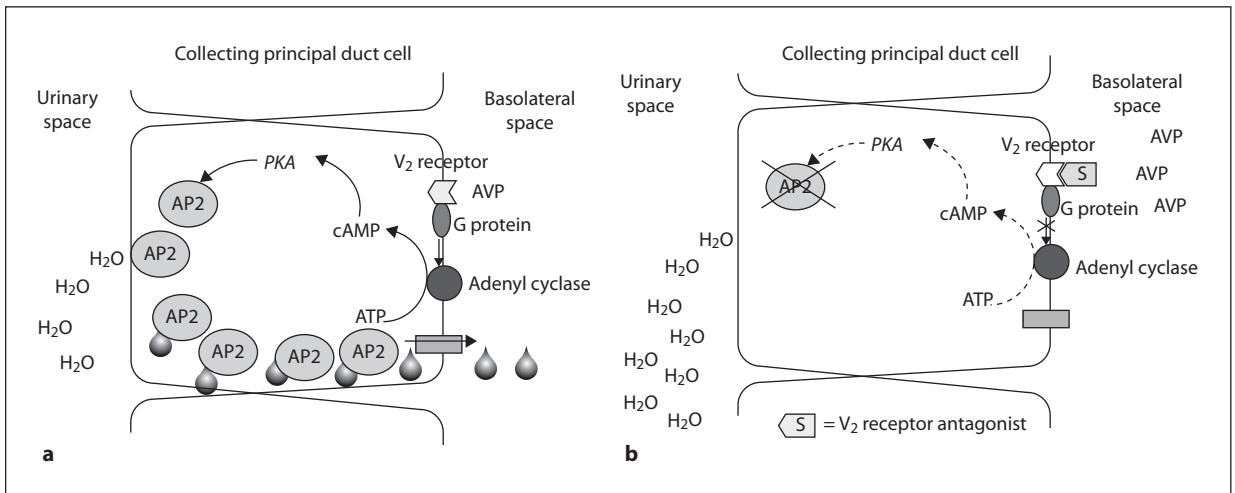 Collecting principal duct cell
Urinary
space
Basolateral
space
PKA
V2 receptor
AP2
AVP
G protein
cAMP
AP2
H2O
H2O
Adenyl cyclase
ATP
AP2
H2O
AP2
AP2
AP2
H2O
a
Collecting principal duct cell
Urinary
space
Basolateral
space
AVP
PKA
V2 receptor
S
AVP
AP2
cAMP
G protein
AVP
H2O
H2O
Adenyl cyclase
ATP
H2O
H2O
H2O
H2O
H2O
H2O
S = V2 receptor antagonist
b